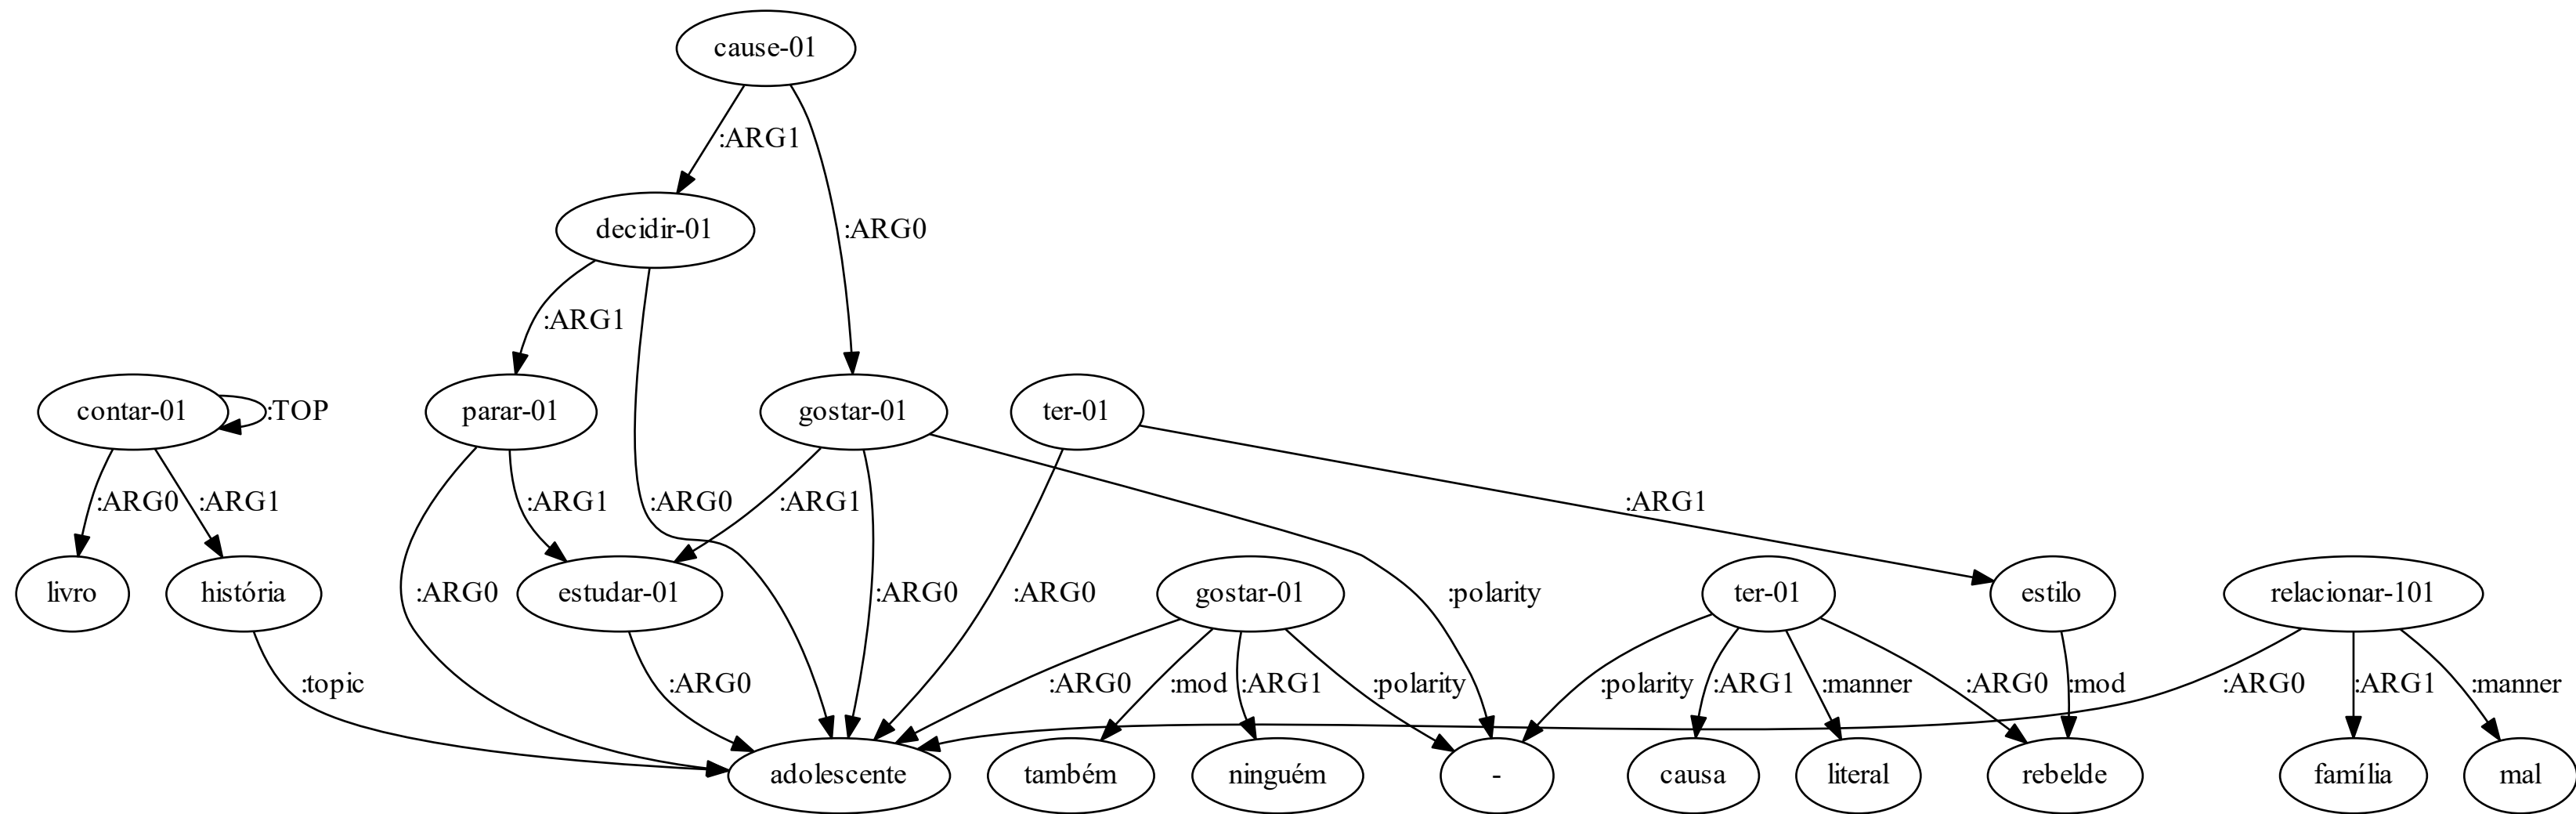 cause-01
:ARG1
decidir-01
:ARG0
:ARG1
contar-01
:TOP
parar-01
gostar-01
ter-01
:ARG0
:ARG1
:ARG1
:ARG0
:ARG1
:ARG1
livro
história
estudar-01
:ARG0
:ARG0
:ARG0
gostar-01
:polarity
ter-01
estilo
relacionar-101
:topic
:ARG0
:ARG0
:mod
:ARG1
:polarity
:polarity
:ARG1
:manner
:ARG0
:mod
:ARG0
:ARG1
:manner
adolescente
também
ninguém
-
causa
literal
rebelde
família
mal